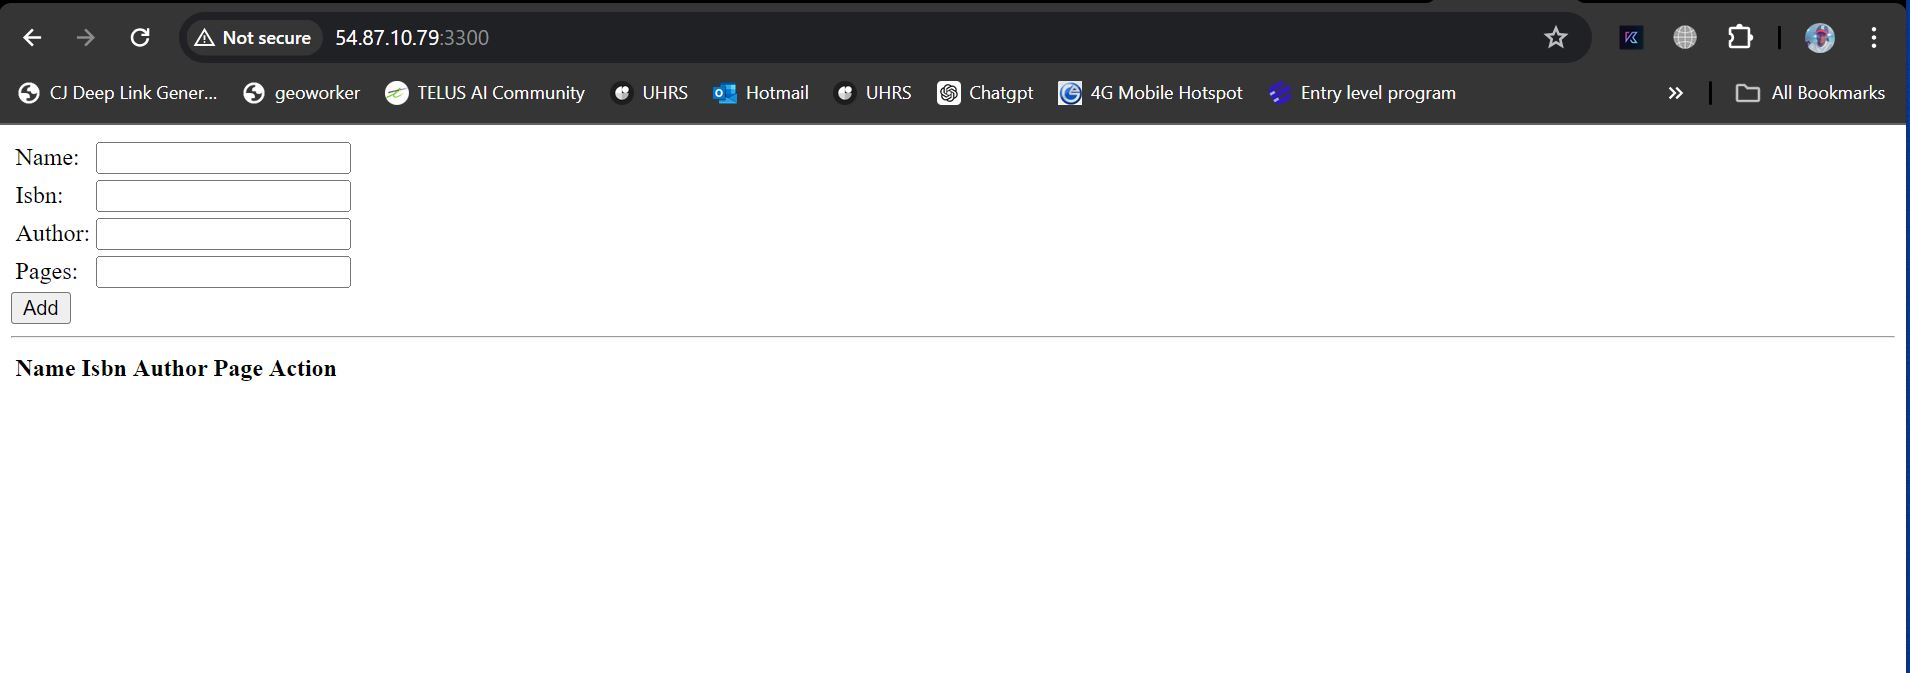 Not secure 54.87.10.79:3300
CJ Deep Link Gener... geoworker TELUS AI Community UHRS Hotmail UHRS Chatgpt 4G Mobile Hotspot Entry level program » All Bookmarks
Name:
Isbn:
Author:
Pages:
Add
Name Isbn Author Page Action